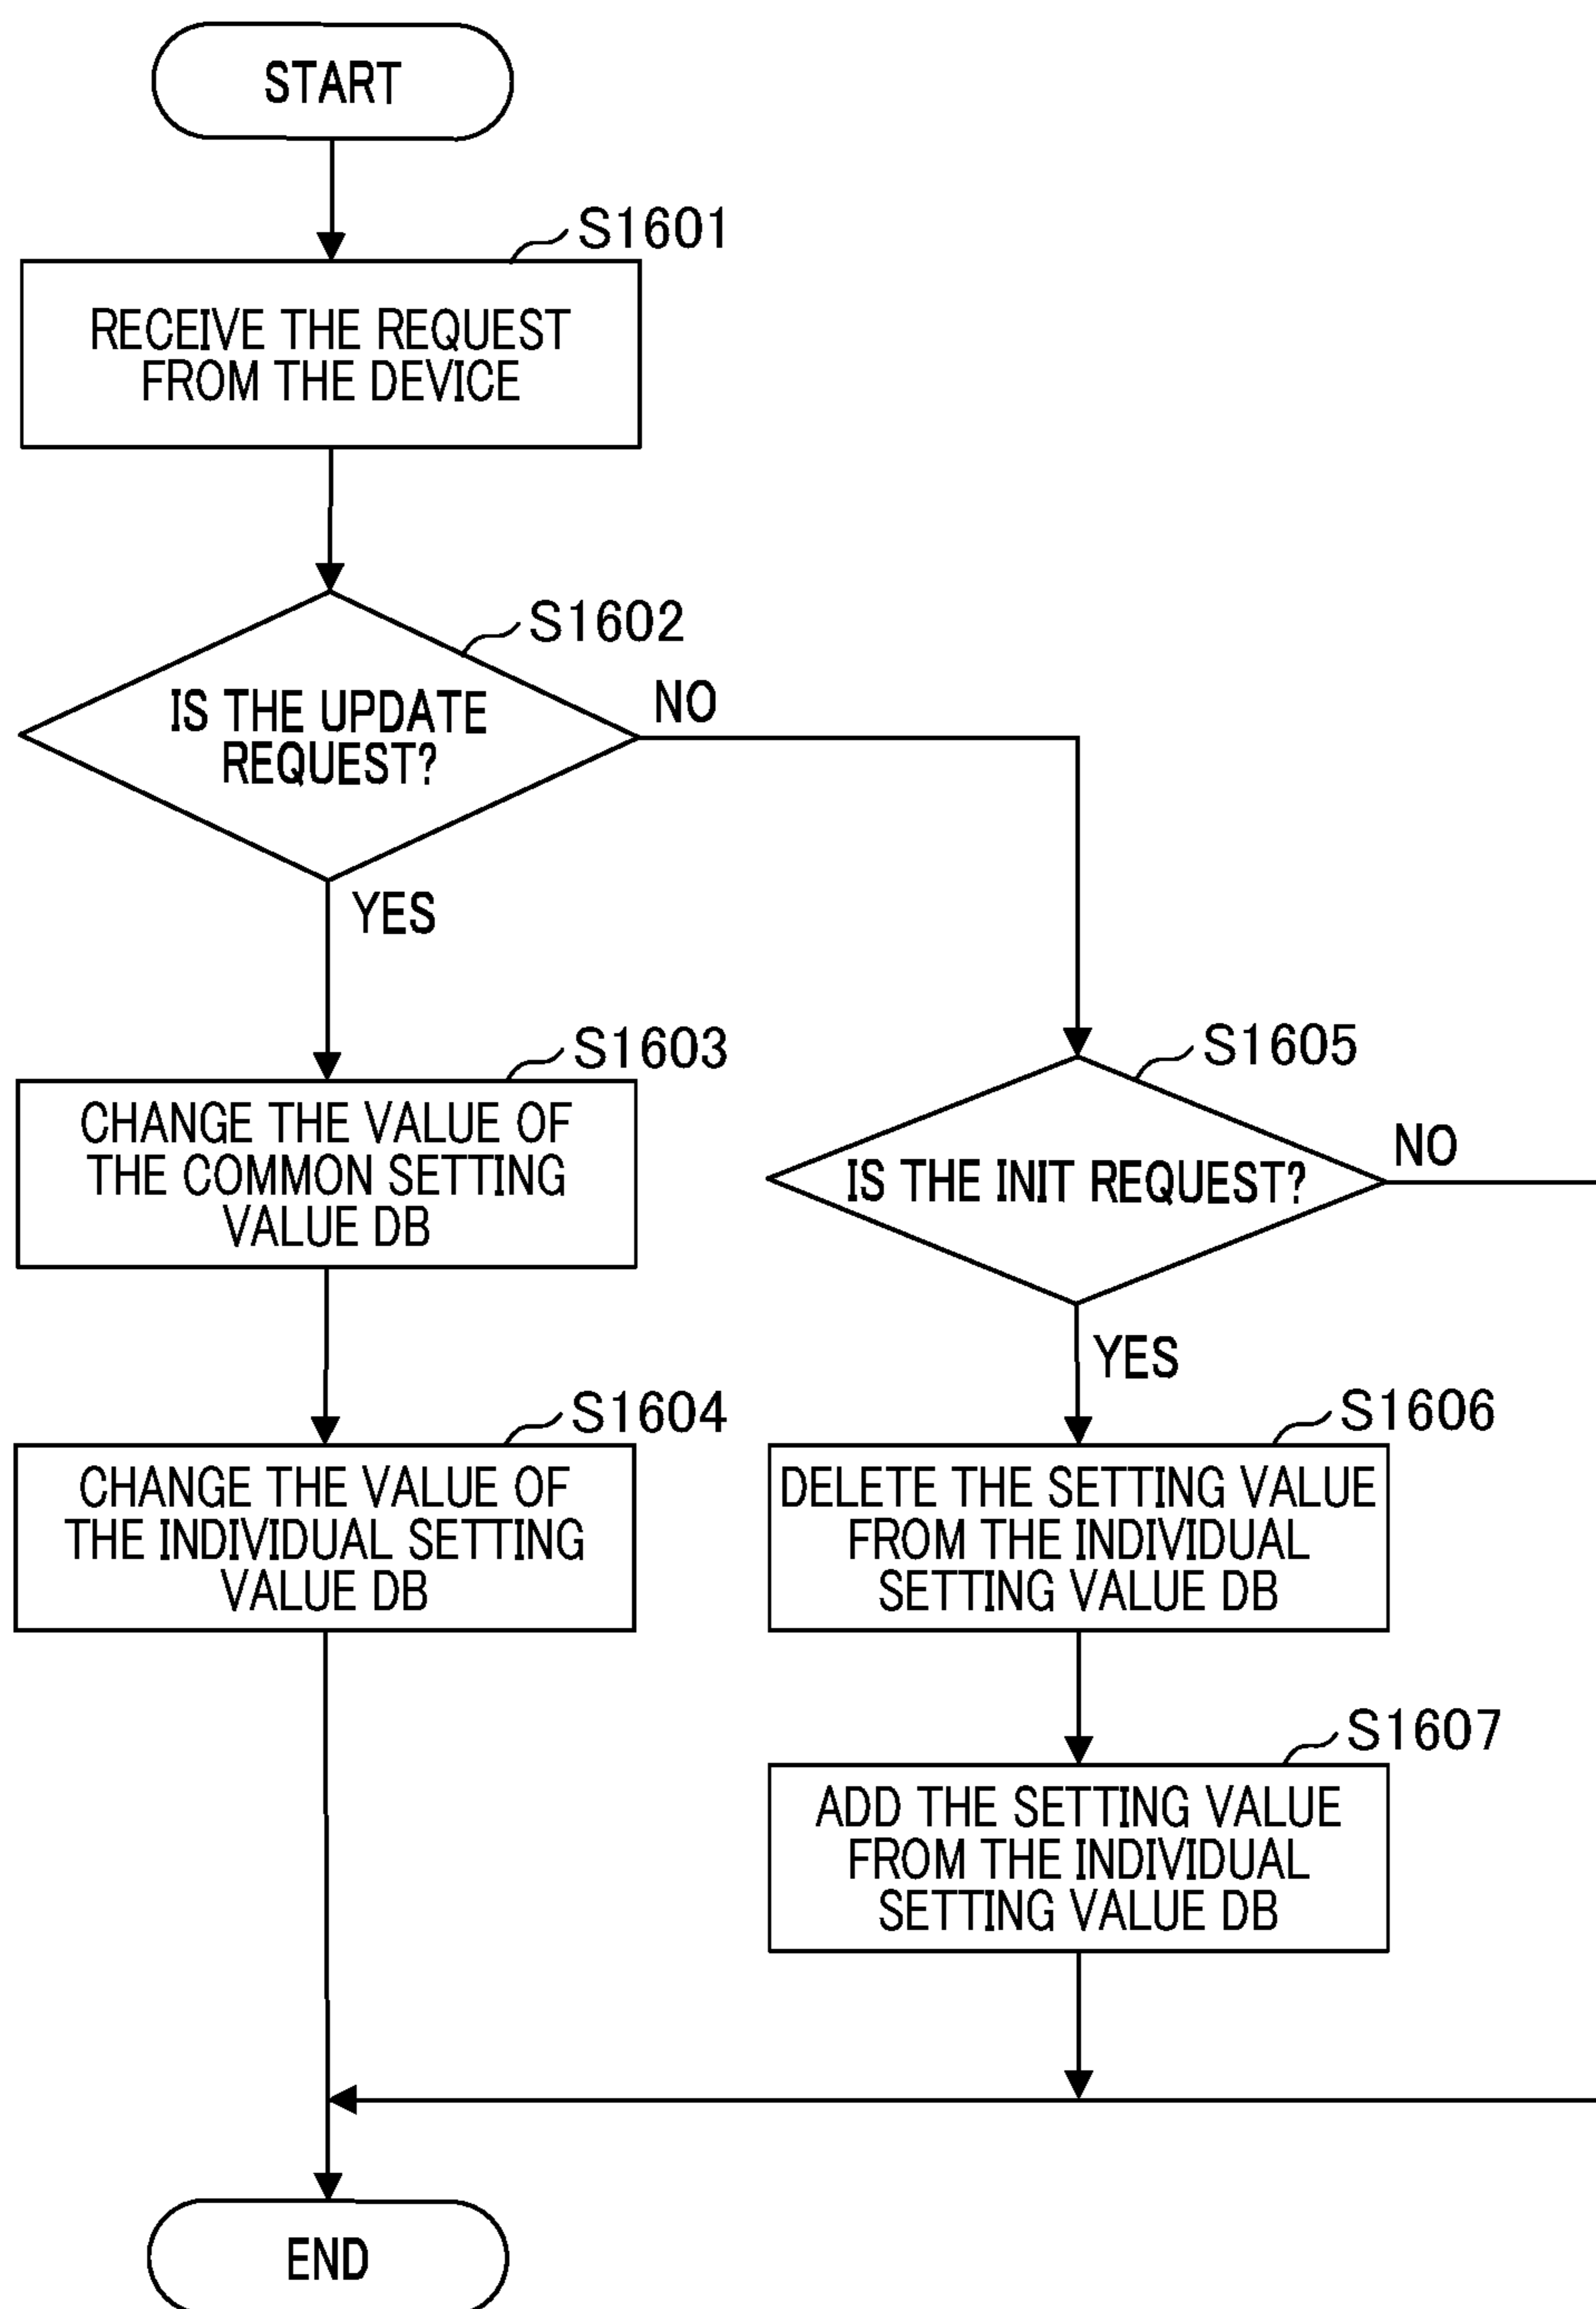 START
S1601
RECEIVE THE REQUEST
FROM THE DEVICE
S1602
IS THE UPDATE
REQUEST?
NO
YES
S1603
CHANGE THE VALUE OF
THE COMMON SETTING
VALUE DB
S1604
CHANGE THE VALUE OF
THE INDIVIDUAL SETTING
VALUE DB
S1605
IS THE INIT REQUEST?
NO
YES
S1606
DELETE THE SETTING VALUE
FROM THE INDIVIDUAL
SETTING VALUE DB
S1607
ADD THE SETTING VALUE
FROM THE INDIVIDUAL
SETTING VALUE DB
END